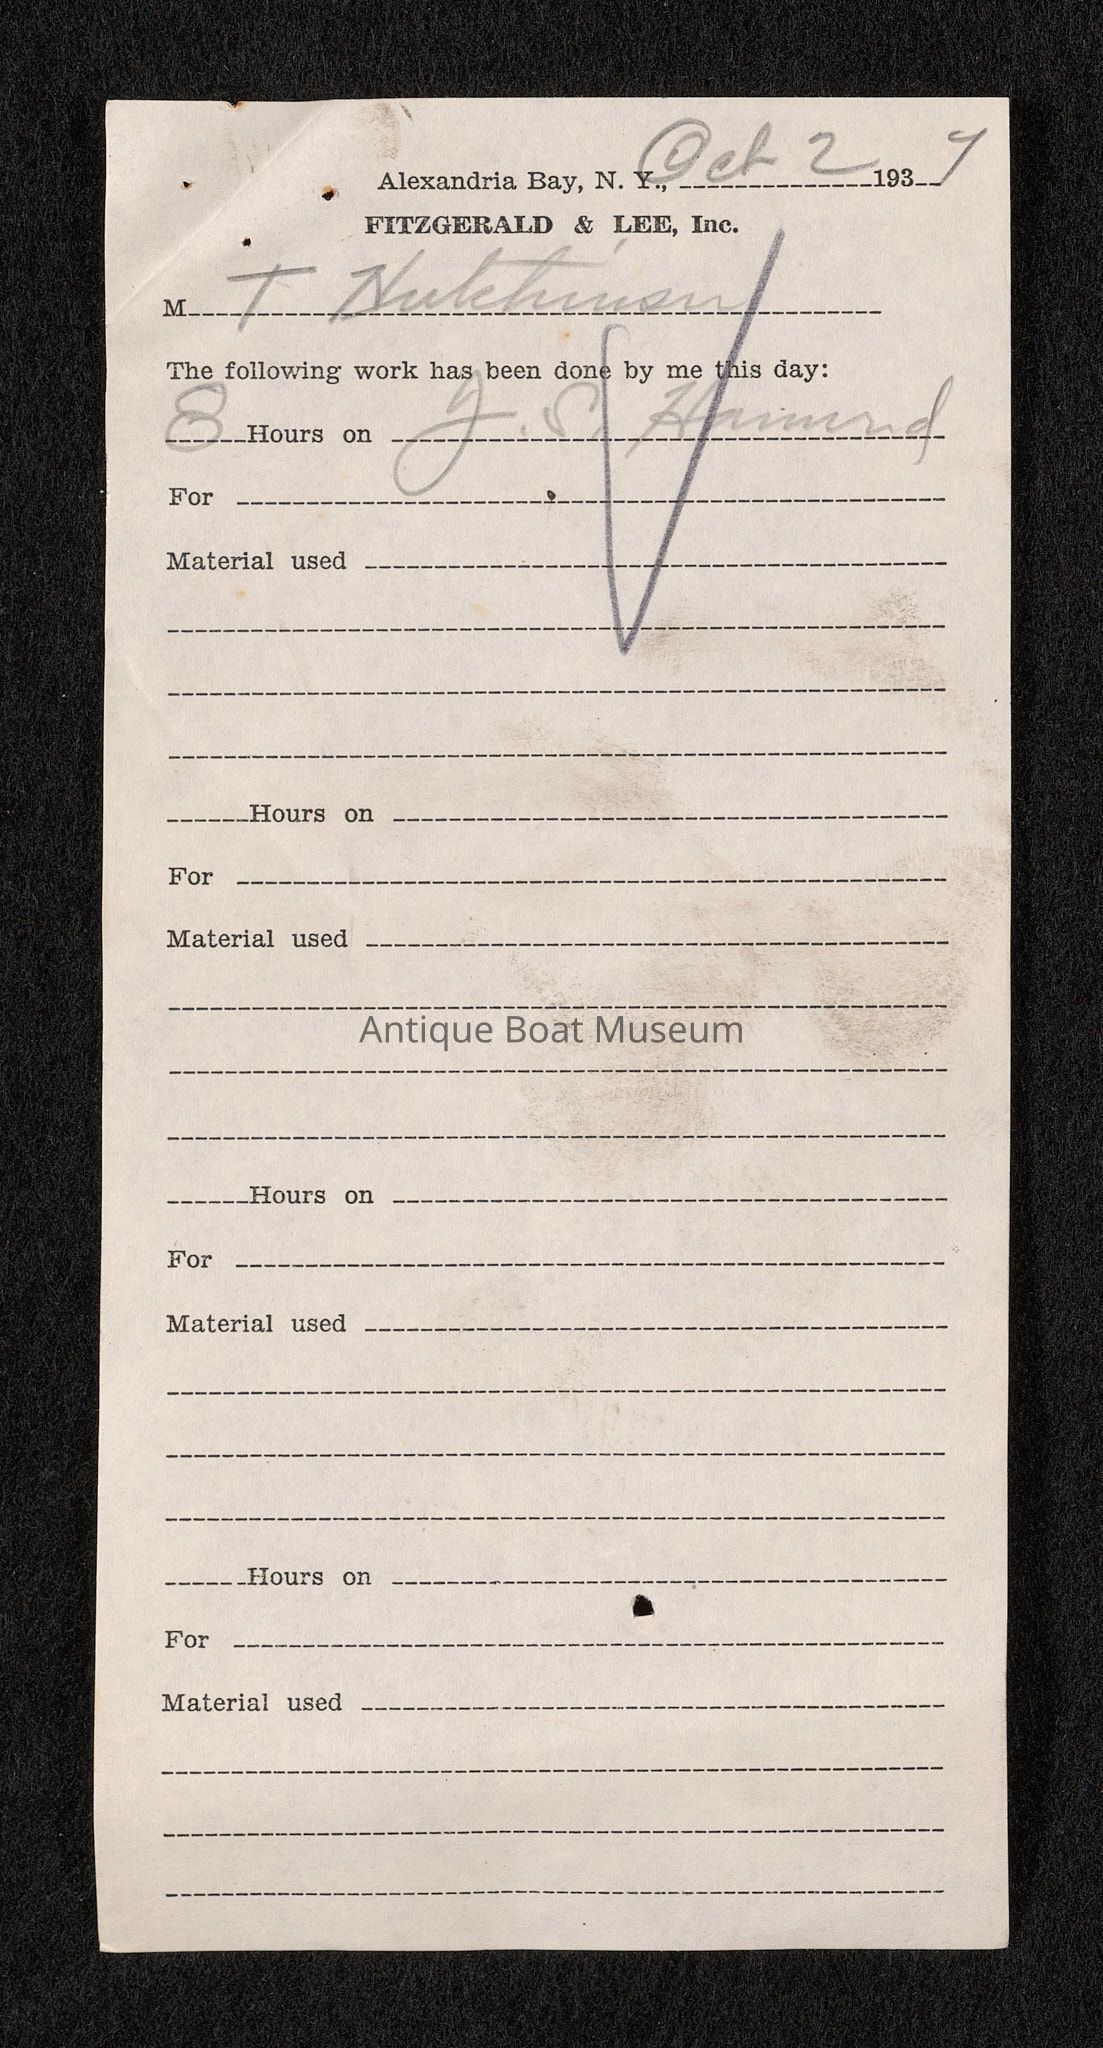 Alexandria Bay, N. Y., Oct 2 1937
FITZGERALD & LEE, Inc.
M T Hutchinson
The following work has been done by me this day:
8 Hours on J. S. Hammond
For
Material used
Hours on
For
Material used
Antique Boat Museum
Hours on
For
Material used
Hours on
For
Material used